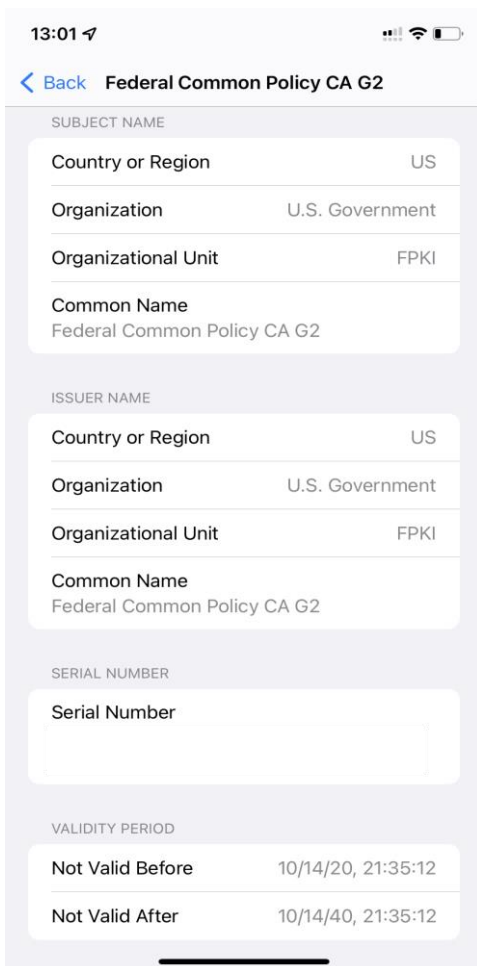 13:01
Back Federal Common Policy CA G2
SUBJECT NAME
Country or Region US
Organization U.S. Government
Organizational Unit FPKI
Common Name
Federal Common Policy CA G2
ISSUER NAME
Country or Region US
Organization U.S. Government
Organizational Unit FPKI
Common Name
Federal Common Policy CA G2
SERIAL NUMBER
Serial Number
VALIDITY PERIOD
Not Valid Before 10/14/20, 21:35:12
Not Valid After 10/14/40, 21:35:12